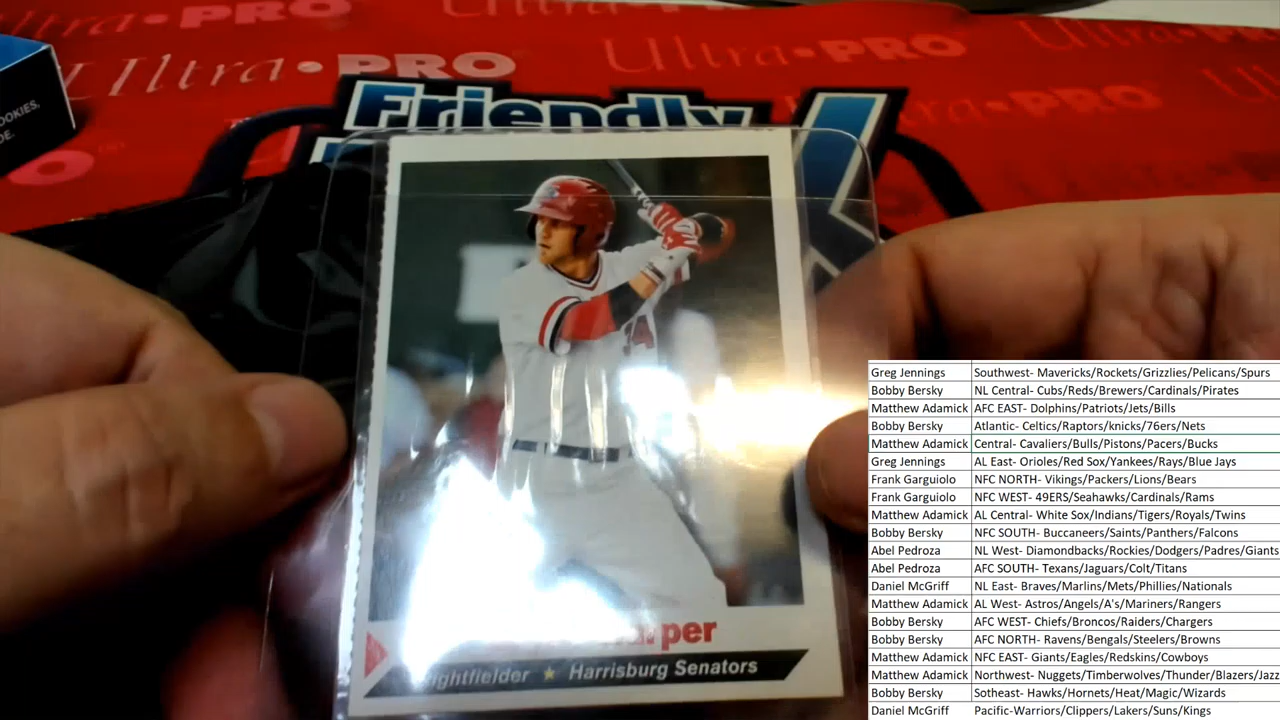 Ultra•PRO
Ultra•PRO
Ultra•PRO
Ultra•PRO
PRO
OOKIES,
DE.
Friendly
arper
ightfielder ★ Harrisburg Senators
Greg Jennings Southwest- Mavericks/Rockets/Grizzlies/Pelicans/Spurs
Bobby Bersky NL Central- Cubs/Reds/Brewers/Cardinals/Pirates
Matthew Adamick AFC EAST- Dolphins/Patriots/Jets/Bills
Bobby Bersky Atlantic- Celtics/Raptors/knicks/76ers/Nets
Matthew Adamick Central- Cavaliers/Bulls/Pistons/Pacers/Bucks
Greg Jennings AL East- Orioles/Red Sox/Yankees/Rays/Blue Jays
Frank Garguiolo NFC NORTH- Vikings/Packers/Lions/Bears
Frank Garguiolo NFC WEST- 49ERS/Seahawks/Cardinals/Rams
Matthew Adamick AL Central- White Sox/Indians/Tigers/Royals/Twins
Bobby Bersky NFC SOUTH- Buccaneers/Saints/Panthers/Falcons
Abel Pedroza NL West- Diamondbacks/Rockies/Dodgers/Padres/Giants
Abel Pedroza AFC SOUTH- Texans/Jaguars/Colt/Titans
Daniel McGriff NL East- Braves/Marlins/Mets/Phillies/Nationals
Matthew Adamick AL West- Astros/Angels/A's/Mariners/Rangers
Bobby Bersky AFC WEST- Chiefs/Broncos/Raiders/Chargers
Bobby Bersky AFC NORTH- Ravens/Bengals/Steelers/Browns
Matthew Adamick NFC EAST- Giants/Eagles/Redskins/Cowboys
Matthew Adamick Northwest- Nuggets/Timberwolves/Thunder/Blazers/Jazz
Bobby Bersky Sotheast- Hawks/Hornets/Heat/Magic/Wizards
Daniel McGriff Pacific-Warriors/Clippers/Lakers/Suns/Kings